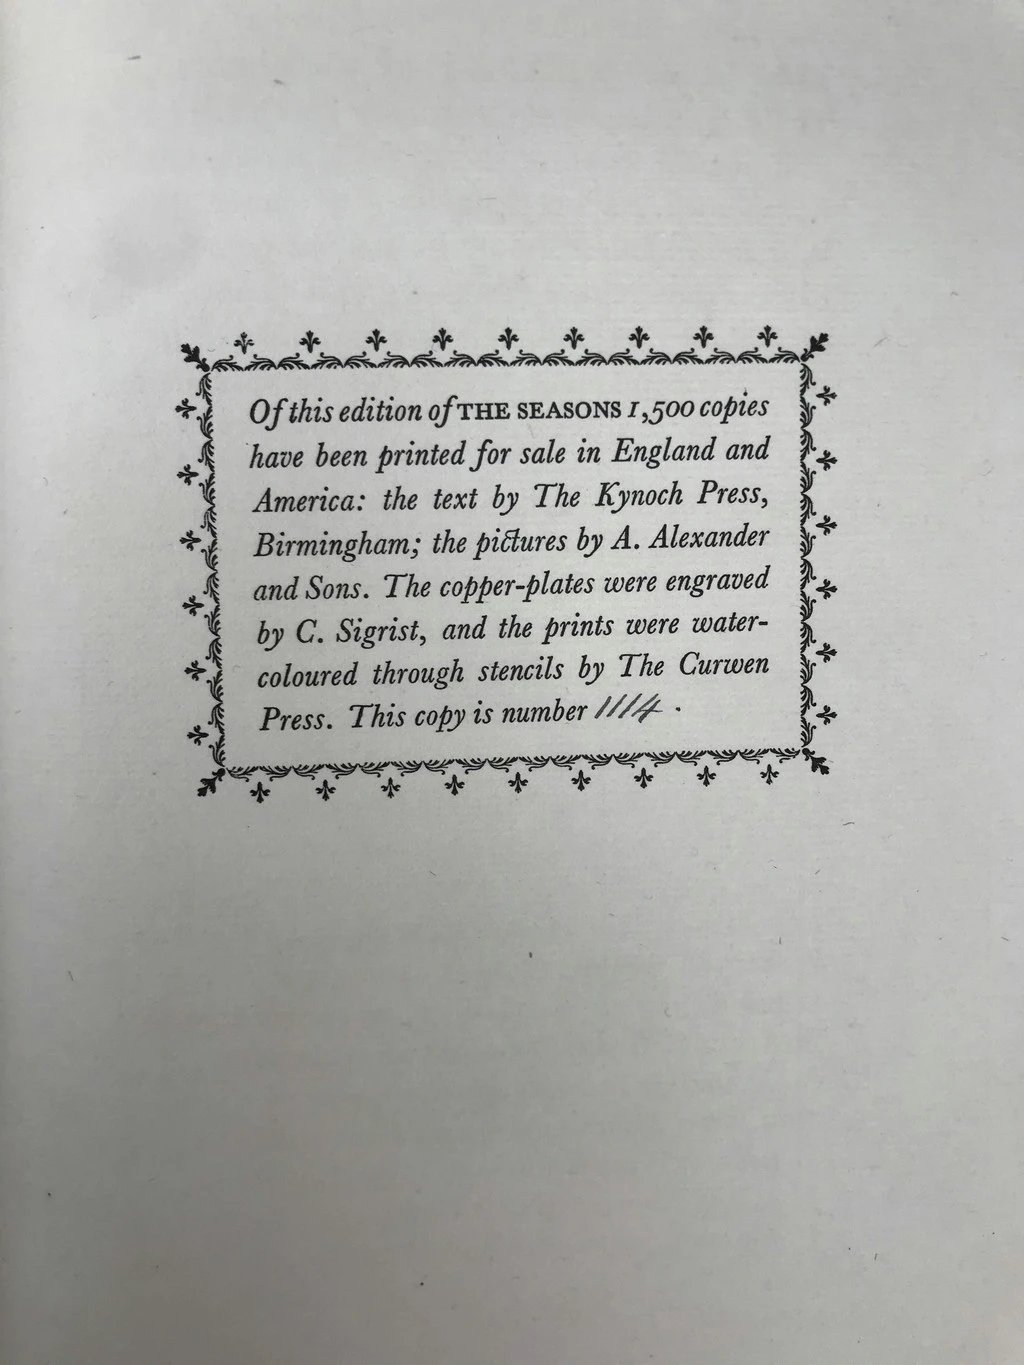 Of this edition of THE SEASONS 1,500 copies
have been printed for sale in England and
America: the text by The Kynoch Press,
Birmingham; the pictures by A. Alexander
and Sons. The copper-plates were engraved
by C. Sigrist, and the prints were water-
coloured through stencils by The Curwen
Press. This copy is number 1114.